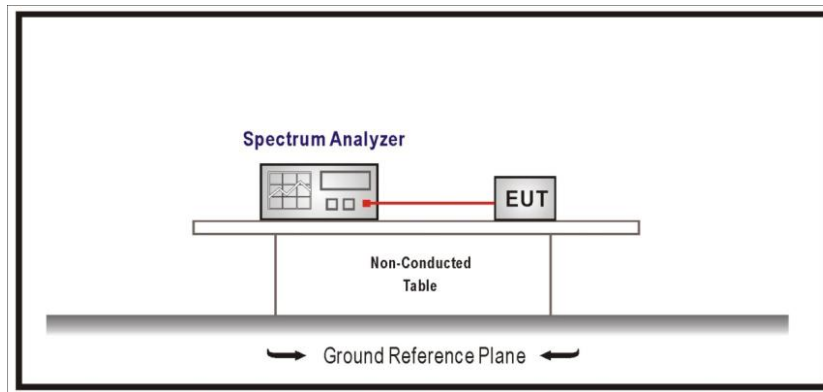 Spectrum Analyzer
EUT
Non-Conducted
Table
Ground Reference Plane